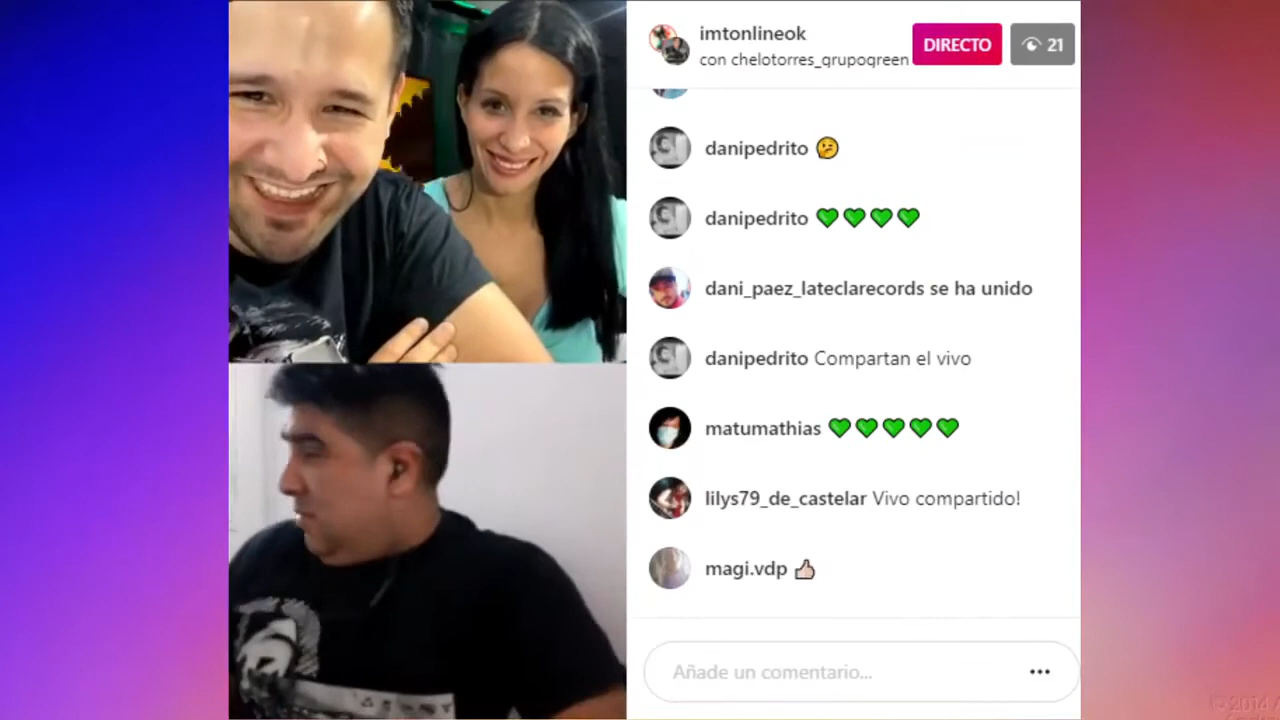 imtonlineok
con chelotorres_grupogreen
DIRECTO
21
danipedrito 🤔
danipedrito 💚💚💚💚
dani_paez_lateclarecords se ha unido
danipedrito Compartan el vivo
matumathias 💚💚💚💚💚
lilys79_de_castelar Vivo compartido!
magi.vdp 👍🏻
Añade un comentario...
© 2014